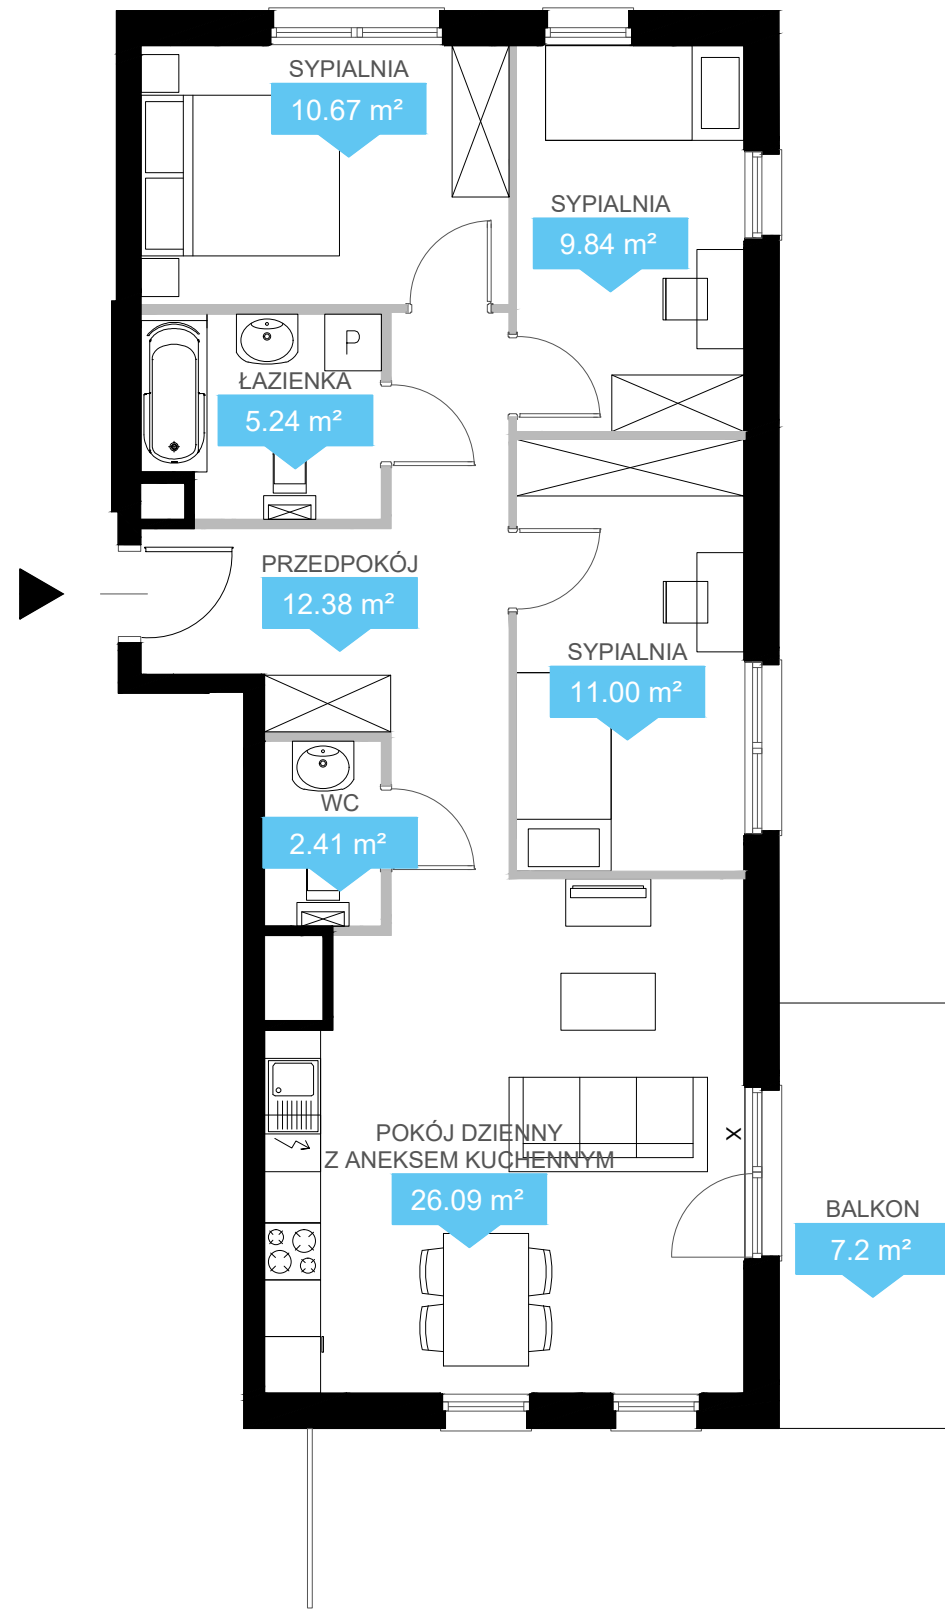 SYPIALNIA
10.67 m²
SYPIALNIA
9.84 m²
P
ŁAZIENKA
5.24 m²
PRZEDPOKÓJ
12.38 m²
SYPIALNIA
11.00 m²
WC
2.41 m²
POKÓJ DZIENNY
Z ANEKSEM KUCHENNYM
26.09 m²
X
BALKON
7.2 m²